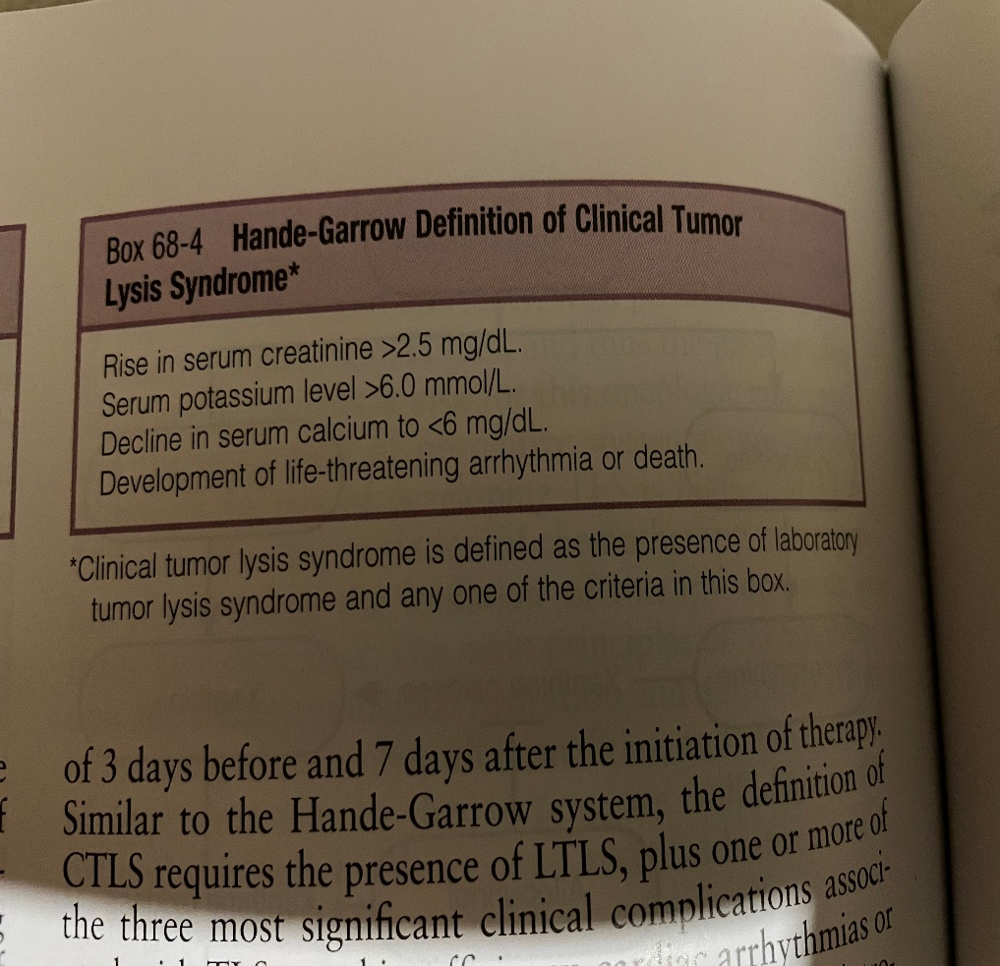 Box 68-4 Hande-Garrow Definition of Clinical Tumor
Lysis Syndrome*
Rise in serum creatinine >2.5 mg/dL.
Serum potassium level >6.0 mmol/L.
Decline in serum calcium to <6 mg/dL.
Development of life-threatening arrhythmia or death.
*Clinical tumor lysis syndrome is defined as the presence of laboratory
tumor lysis syndrome and any one of the criteria in this box.
of 3 days before and 7 days after the initiation of therapy.
Similar to the Hande-Garrow system, the definition of
CTLS requires the presence of LTLS, plus one or more of
the three most significant clinical complications associ-
cardiac arrhythmias or